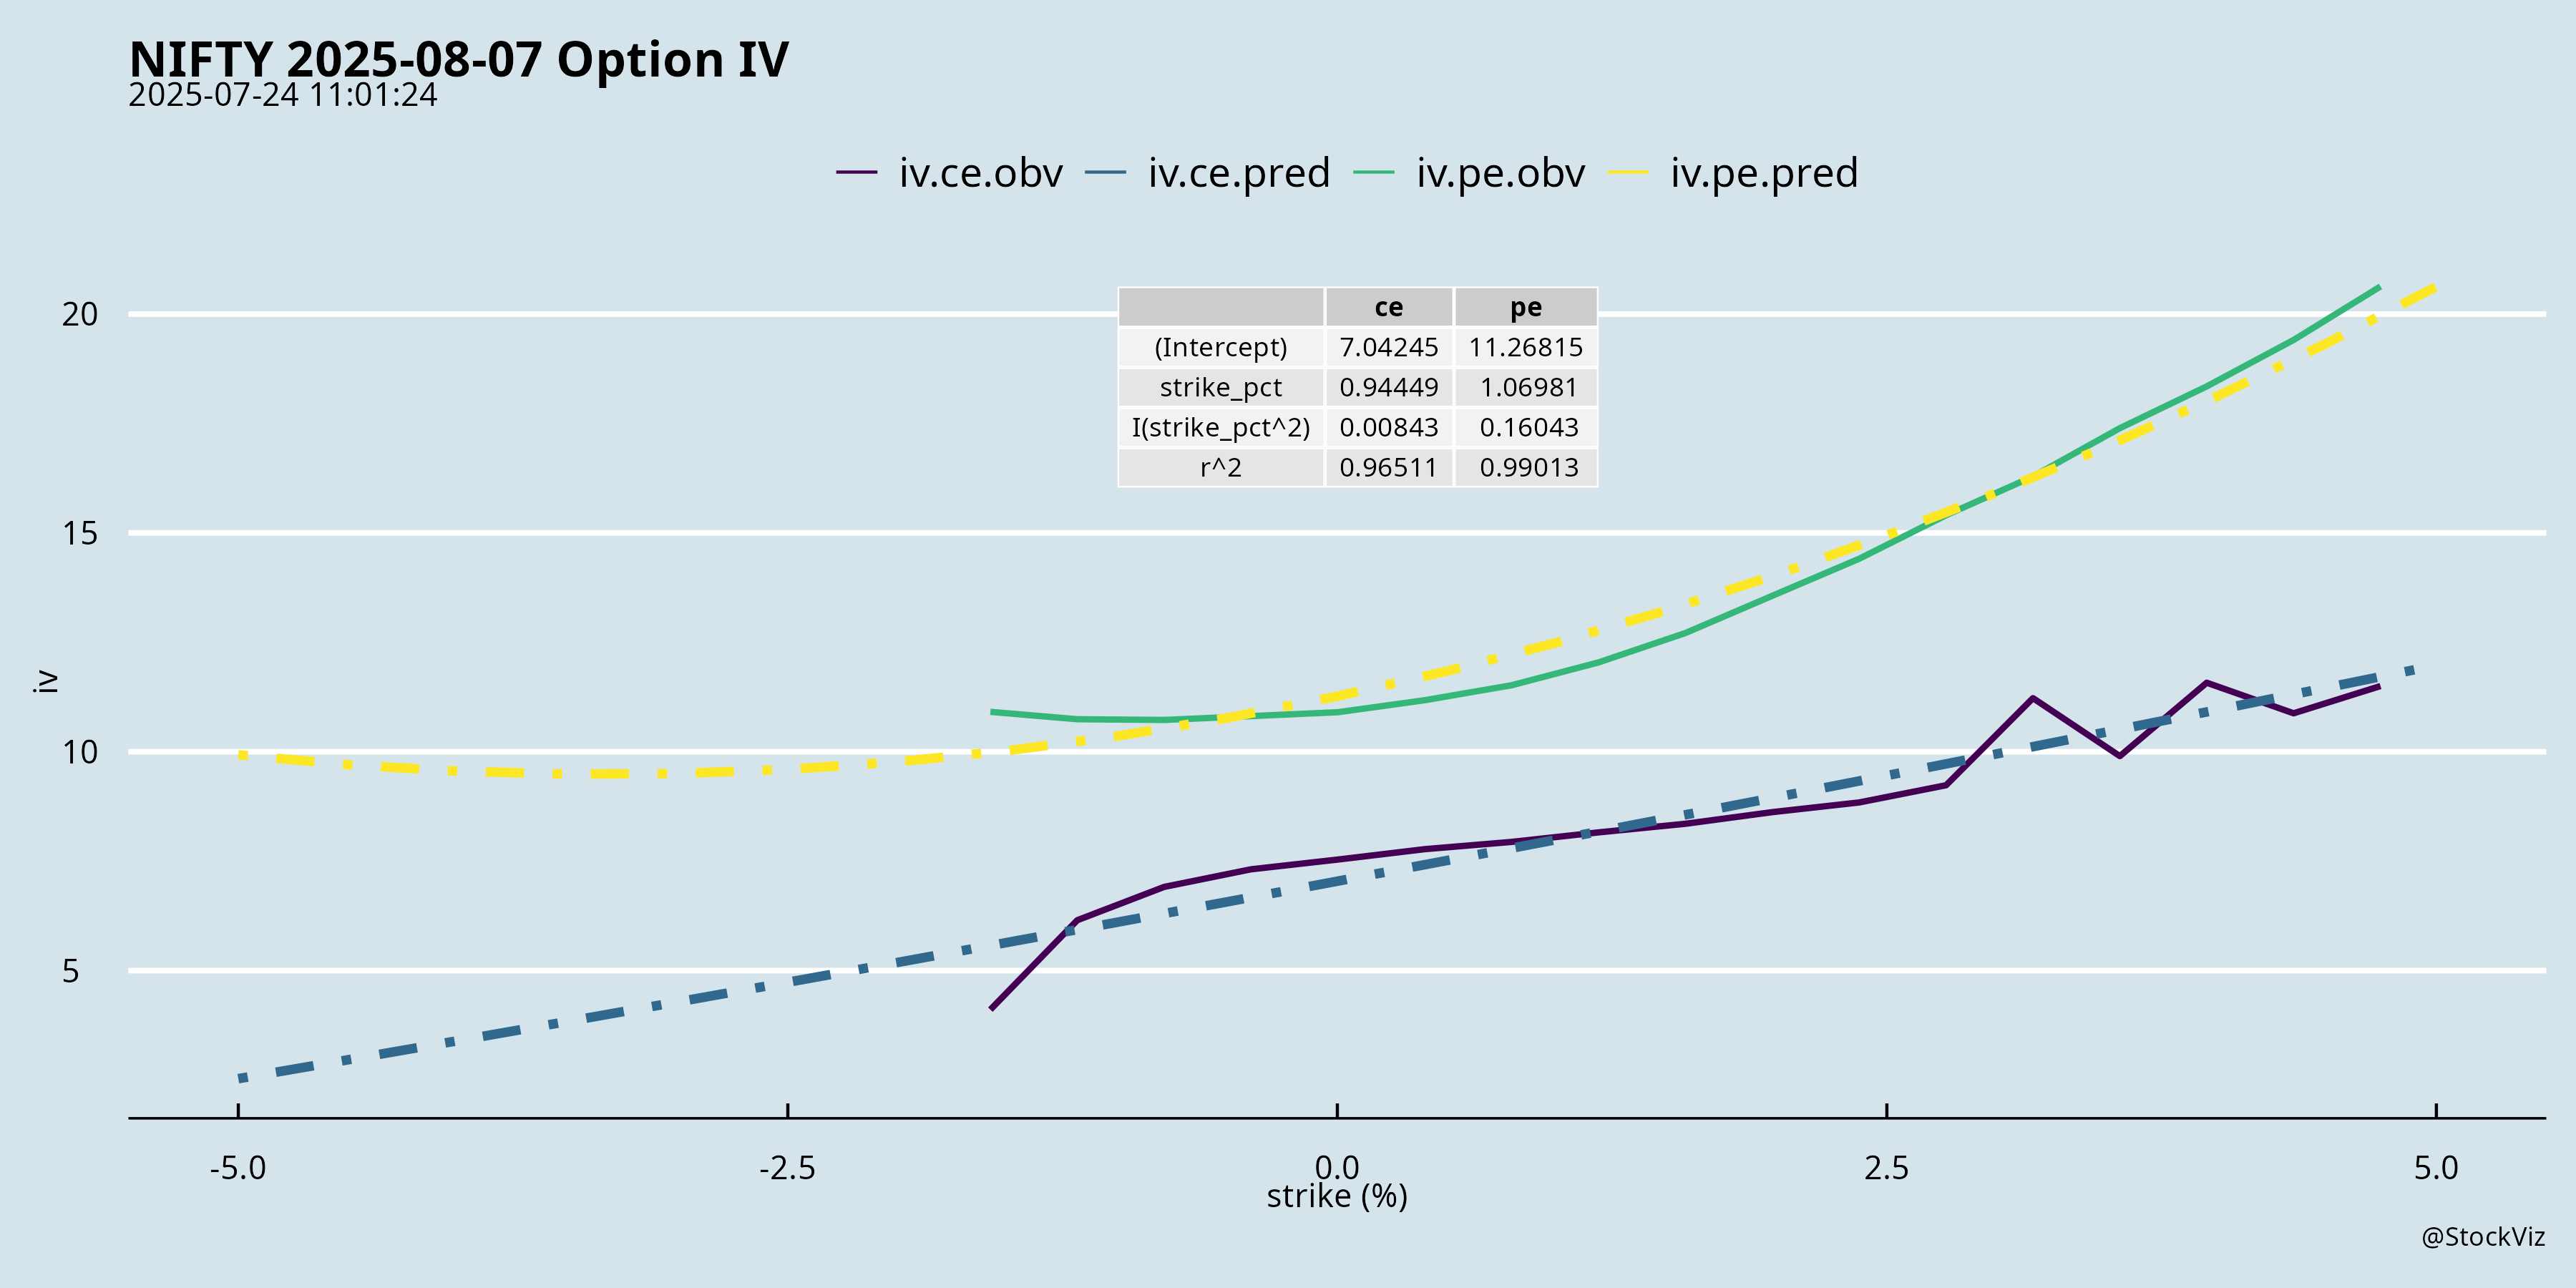 NIFTY 2025-08-07 Option IV
2025-07-24 11:01:24
iv.ce.obv iv.ce.pred iv.pe.obv iv.pe.pred
ce pe
(Intercept) 7.04245 11.26815
strike_pct 0.94449 1.06981
I(strike_pct^2) 0.00843 0.16043
r^2 0.96511 0.99013
20
15
10
5
iv
-5.0 -2.5 0.0 2.5 5.0
strike (%)
@StockViz